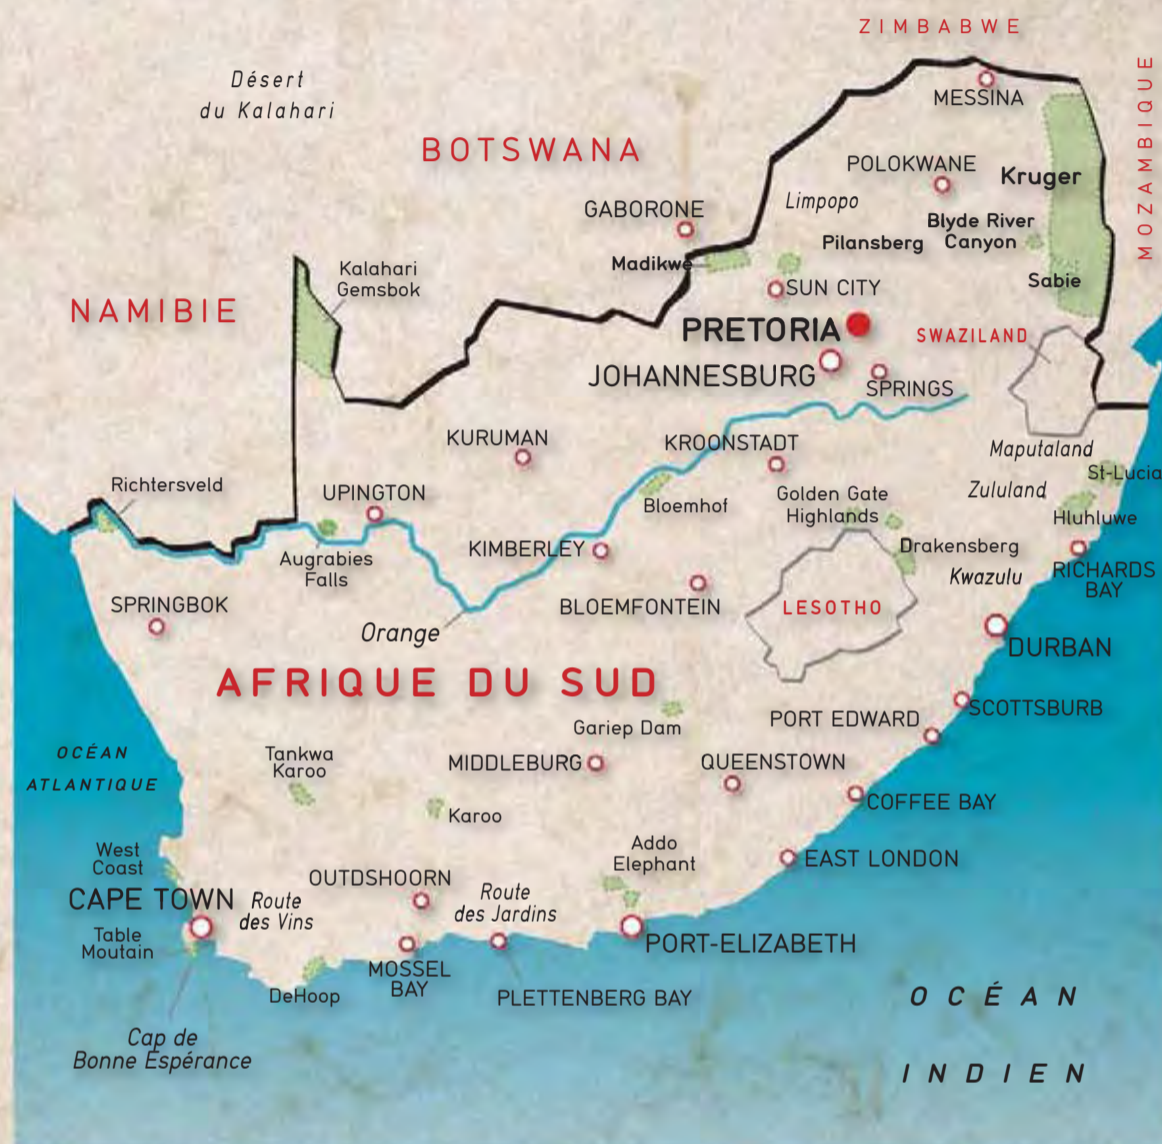 ZIMBABWE
Désert
du Kalahari
MOZAMBIQUE
MESSINA
BOTSWANA
POLOKWANE
Kruger
Limpopo
GABORONE
Blyde River
Canyon
Pilansberg
Madikwe
Kalahari
Gemsbok
SUN CITY
Sabie
NAMIBIE
PRETORIA
SWAZILAND
JOHANNESBURG
SPRINGS
KURUMAN
KROONSTADT
Maputaland
St-Lucia
Richtersveld
UPINGTON
Zululand
Golden Gate
Highlands
Bloemhof
Hluhluwe
Augrabies
Falls
KIMBERLEY
Drakensberg
Kwazulu
RICHARDS
BAY
SPRINGBOK
BLOEMFONTEIN
LESOTHO
Orange
DURBAN
AFRIQUE DU SUD
SCOTTSBURB
PORT EDWARD
Gariep Dam
OCÉAN
ATLANTIQUE
Tankwa
Karoo
MIDDLEBURG
QUEENSTOWN
COFFEE BAY
Karoo
West
Coast
Addo
Elephant
EAST LONDON
OUTDSHOORN
CAPE TOWN
Route
des Vins
Route
des Jardins
Table
Moutain
PORT-ELIZABETH
MOSSEL
BAY
DeHoop
PLETTENBERG BAY
OCÉAN
INDIEN
Cap de
Bonne Espérance